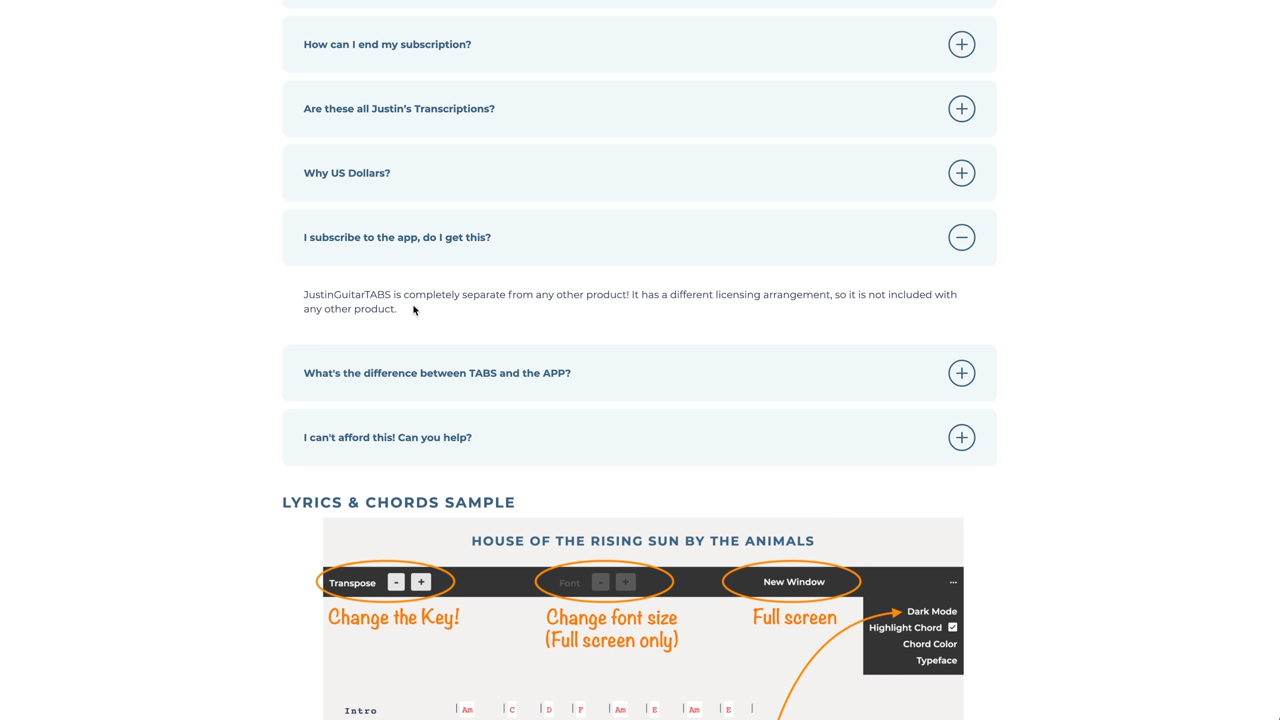 How can I end my subscription?
Are these all Justin's Transcriptions?
Why US Dollars?
I subscribe to the app, do I get this?
JustinGuitarTABS is completely separate from any other product! It has a different licensing arrangement, so it is not included with
any other product.
What's the difference between TABS and the APP?
I can't afford this! Can you help?
LYRICS & CHORDS SAMPLE
HOUSE OF THE RISING SUN BY THE ANIMALS
Transpose - + Font - + New Window ...
Change the Key! Change font size Full screen
(Full screen only)
Dark Mode
Highlight Chord
Chord Color
Typeface
Intro | Am | C | D | F | Am | E | Am | E |